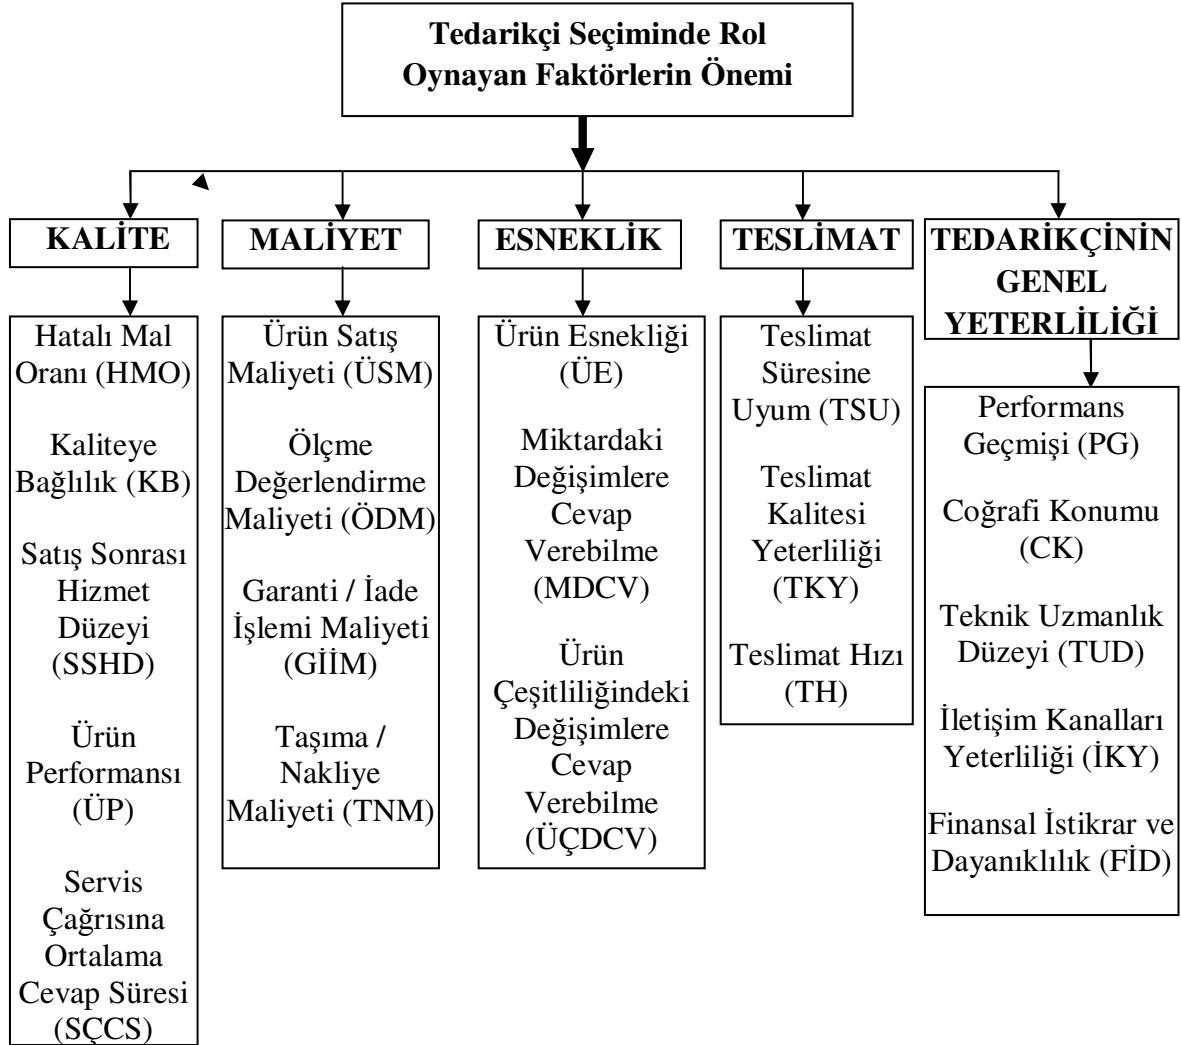 Tedarikçi Seçiminde Rol
Oynayan Faktörlerin Önemi
KALİTE
Hatalı Mal
Oranı (HMO)
Kaliteye
Bağlılık (KB)
Satış Sonrası
Hizmet
Düzeyi
(SSHD)
Ürün
Performansı
(ÜP)
Servis
Çağrısına
Ortalama
Cevap Süresi
(SÇCS)
MALİYET
Ürün Satış
Maliyeti (ÜSM)
Ölçme
Değerlendirme
Maliyeti (ÖDM)
Garanti / İade
İşlemi Maliyeti
(GİİM)
Taşıma /
Nakliye
Maliyeti (TNM)
ESNEKLİK
Ürün Esnekliği
(ÜE)
Miktardaki
Değişimlere
Cevap
Verebilme
(MDCV)
Ürün
Çeşitliliğindeki
Değişimlere
Cevap
Verebilme
(ÜÇDCV)
TESLİMAT
Teslimat
Süresine
Uyum (TSU)
Teslimat
Kalitesi
Yeterliliği
(TKY)
Teslimat Hızı
(TH)
TEDARİKÇİNİN
GENEL
YETERLİLİĞİ
Performans
Geçmişi (PG)
Coğrafi Konumu
(CK)
Teknik Uzmanlık
Düzeyi (TUD)
İletişim Kanalları
Yeterliliği (İKY)
Finansal İstikrar ve
Dayanıklılık (FİD)